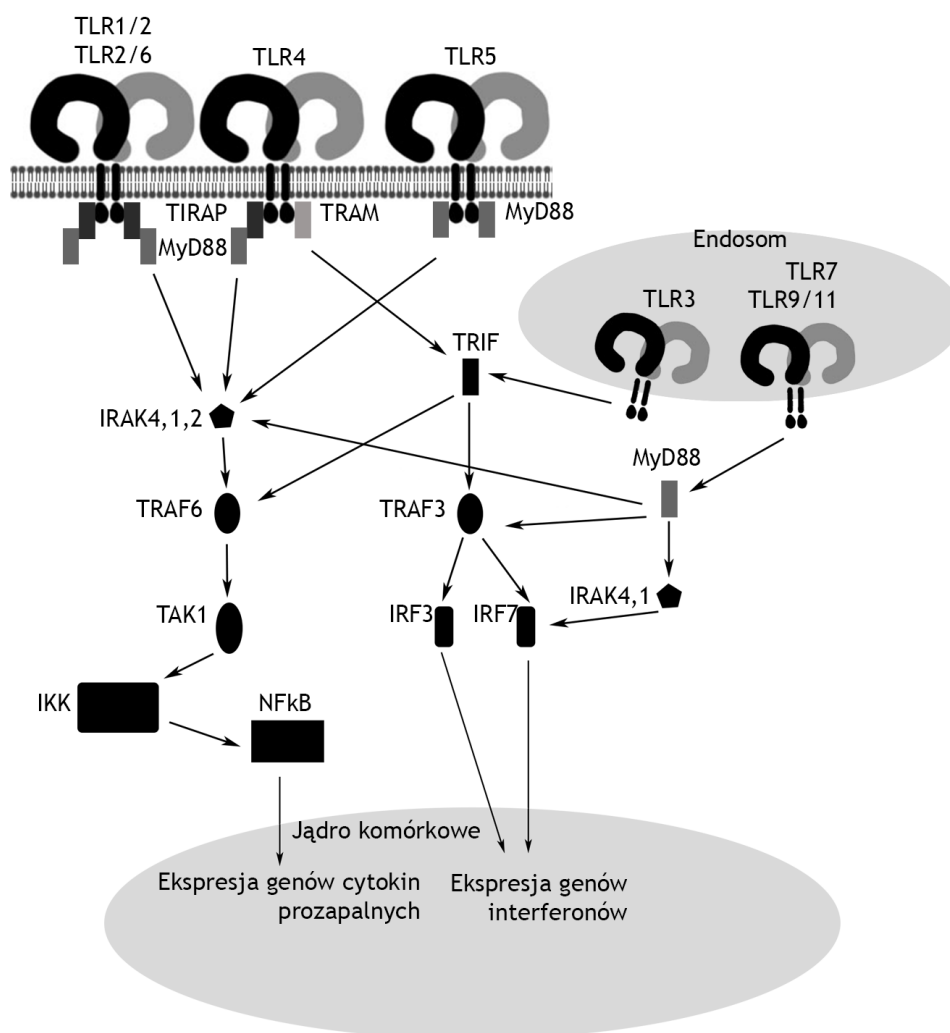 TLR1/2
TLR2/6
TLR4
TLR5
TIRAP
TRAM
MyD88
MyD88
Endosom
TLR7
TLR3
TLR9/11
TRIF
IRAK4,1,2
MyD88
TRAF6
TRAF3
IRAK4,1
TAK1
IRF3
IRF7
IKK
NFkB
Jądro komórkowe
Ekspresja genów cytokin
prozapalnych
Ekspresja genów
interferonów